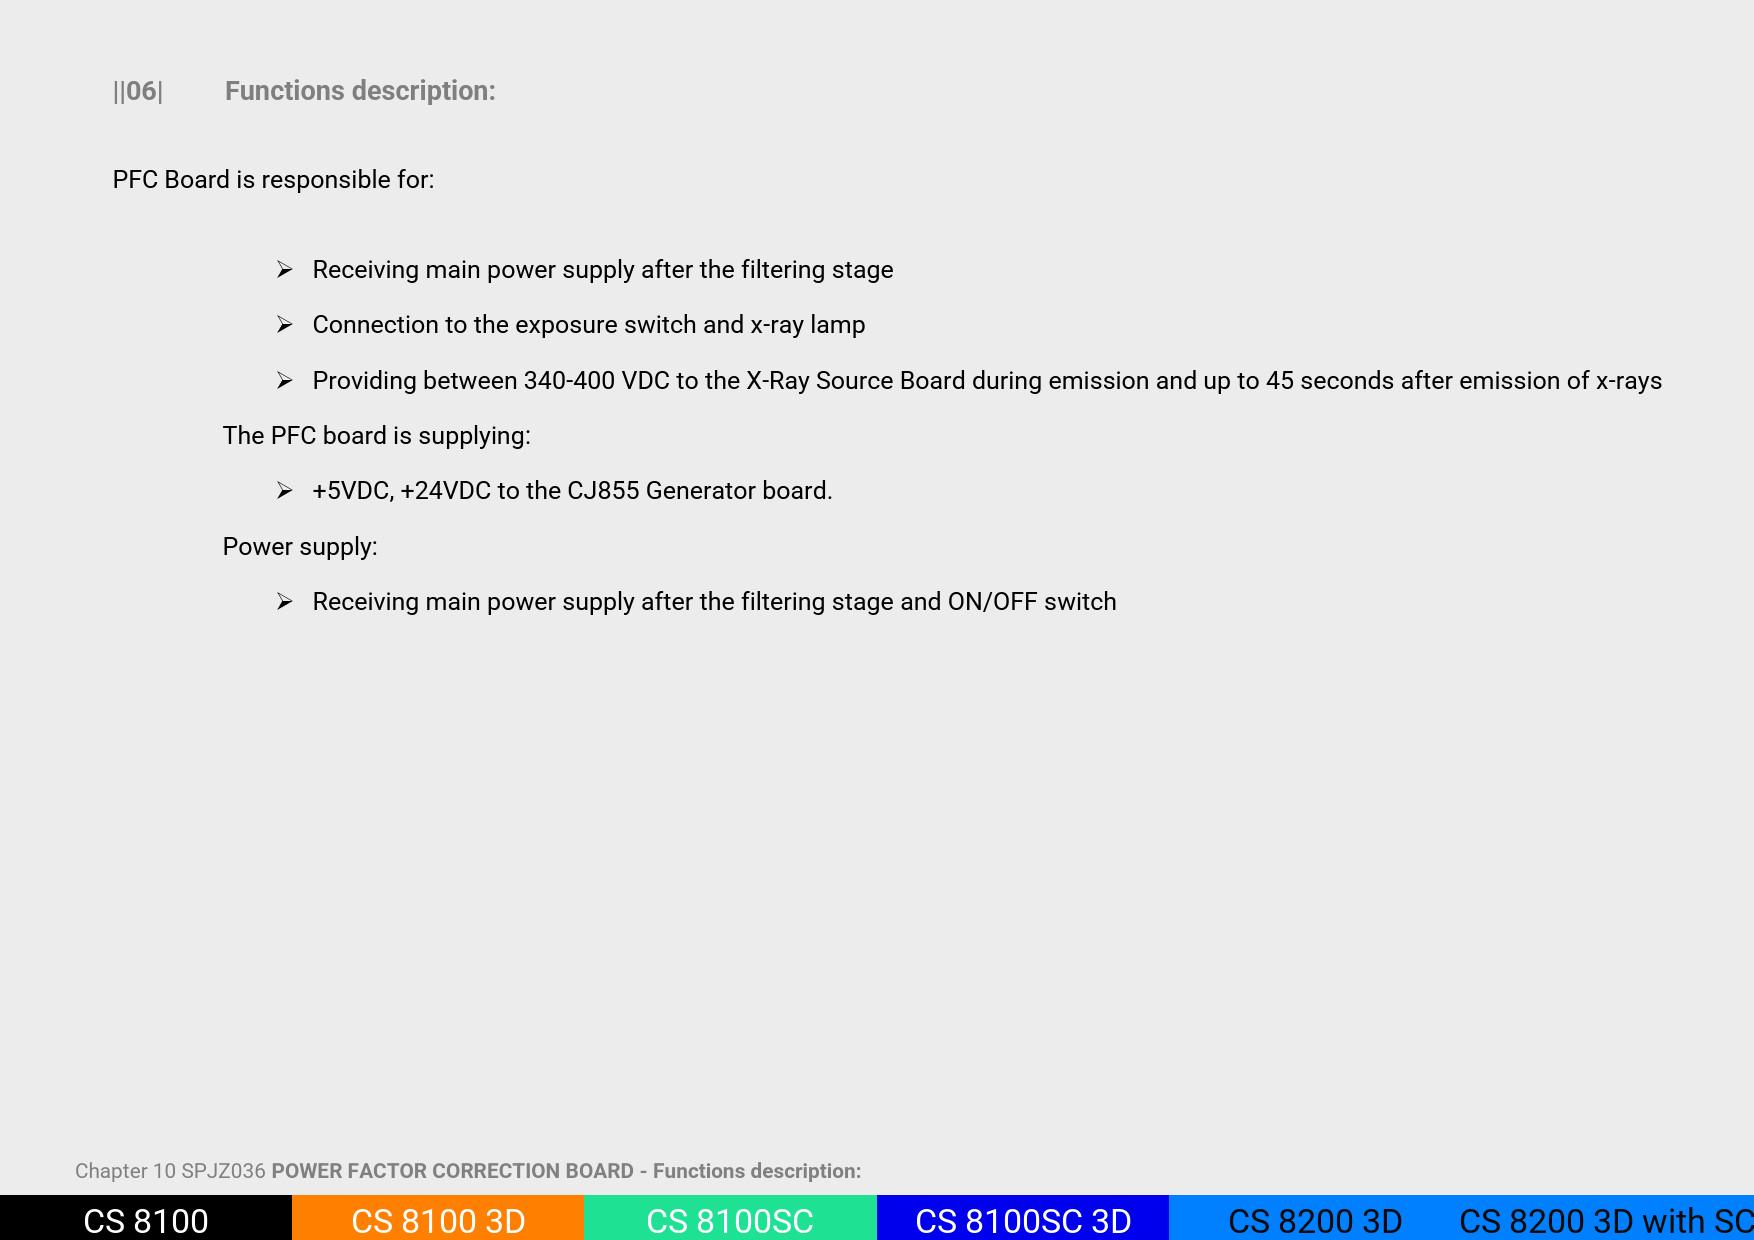 ||06| Functions description:
PFC Board is responsible for:
➢ Receiving main power supply after the filtering stage
➢ Connection to the exposure switch and x-ray lamp
➢ Providing between 340-400 VDC to the X-Ray Source Board during emission and up to 45 seconds after emission of x-rays
The PFC board is supplying:
➢ +5VDC, +24VDC to the CJ855 Generator board.
Power supply:
➢ Receiving main power supply after the filtering stage and ON/OFF switch
Chapter 10 SPJZ036 POWER FACTOR CORRECTION BOARD - Functions description:
CS 8100 CS 8100 3D CS 8100SC CS 8100SC 3D CS 8200 3D CS 8200 3D with SC